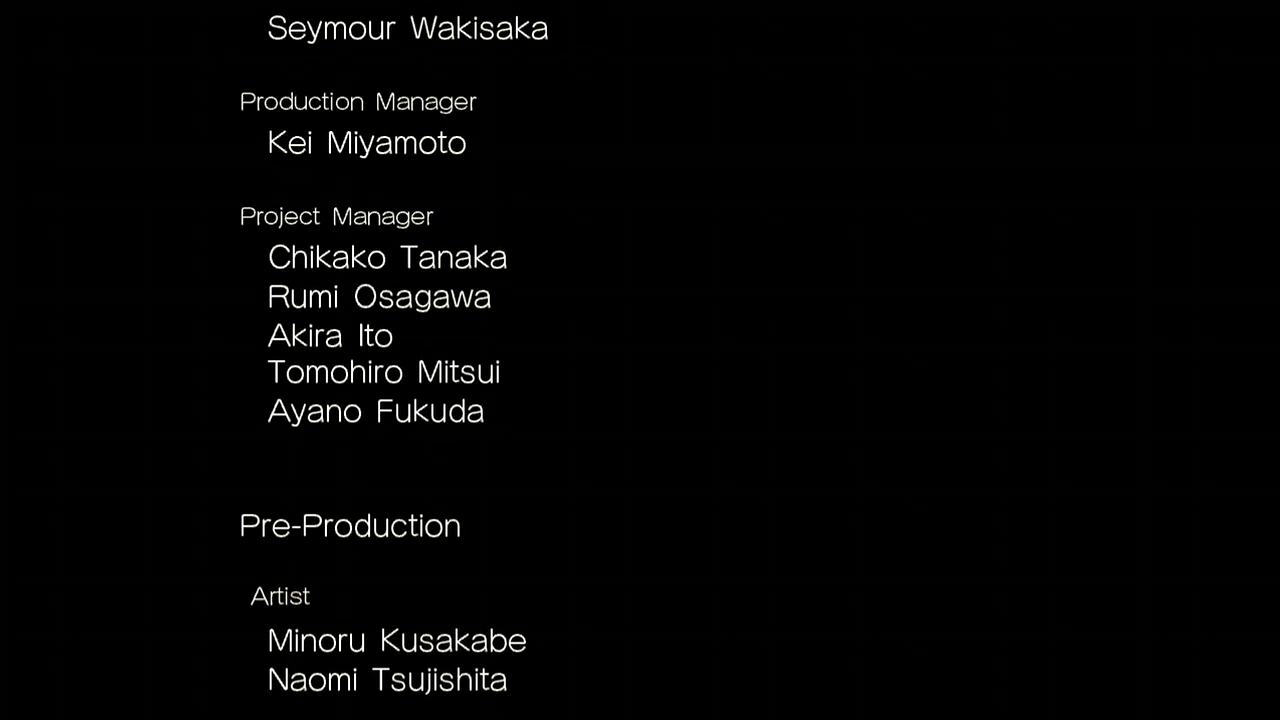 Seymour Wakisaka
Production Manager
Kei Miyamoto
Project Manager
Chikako Tanaka
Rumi Osagawa
Akira Ito
Tomohiro Mitsui
Ayano Fukuda
Pre-Production
Artist
Minoru Kusakabe
Naomi Tsujishita